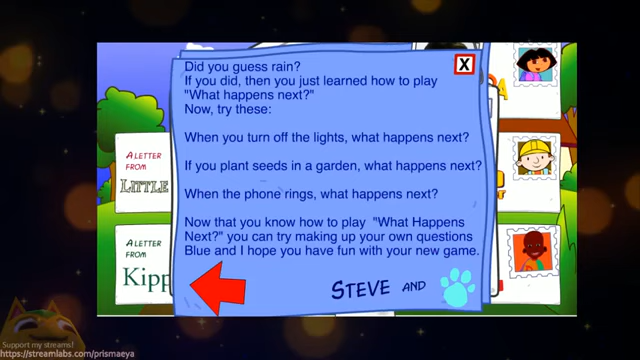 Did you guess rain?
If you did, then you just learned how to play
"What happens next?"
Now, try these:
When you turn off the lights, what happens next?
If you plant seeds in a garden, what happens next?
When the phone rings, what happens next?
Now that you know how to play "What Happens
Next?" you can try making up your own questions
Blue and I hope you have fun with your new game.
STEVE AND
X
A LETTER
FROM
LITTLE
A LETTER
FROM
Kipp
Support my streams!
https://streamlabs.com/prismaeya